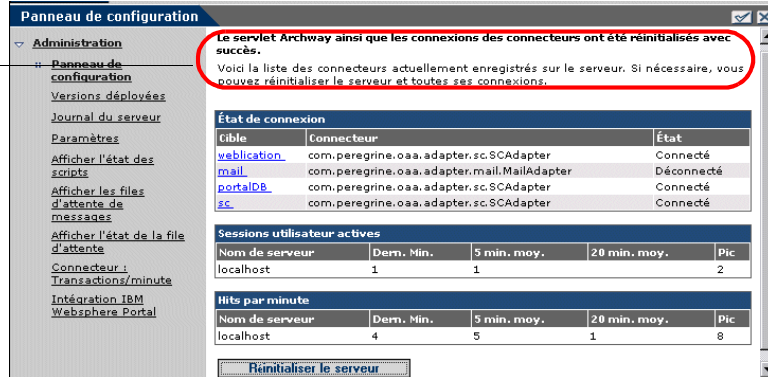 Panneau de configuration
Administration
Panneau de
configuration
Versions déployées
Journal du serveur
Paramètres
Afficher l'état des
scripts
Afficher les files
d'attente de
messages
Afficher l'état de la file
d'attente
Connecteur :
Transactions/minute
Intégration IBM
Websphere Portal
Le servlet Archway ainsi que les connexions des connecteurs ont été réinitialisés avec
succès.
Voici la liste des connecteurs actuellement enregistrés sur le serveur. Si nécessaire, vous
pouvez réinitialiser le serveur et toutes ses connexions.
État de connexion
Cible Connecteur État
weblication com.peregrine.oaa.adapter.sc.SCAdapter Connecté
mail com.peregrine.oaa.adapter.mail.MailAdapter Déconnecté
portalDB com.peregrine.oaa.adapter.sc.SCAdapter Connecté
sc com.peregrine.oaa.adapter.sc.SCAdapter Connecté
Sessions utilisateur actives
Nom de serveur Dern. Min. 5 min. moy. 20 min. moy. Pic
localhost 1 1 2
Hits par minute
Nom de serveur Dern. Min. 5 min. moy. 20 min. moy. Pic
localhost 4 5 1 8
Réinitialiser le serveur